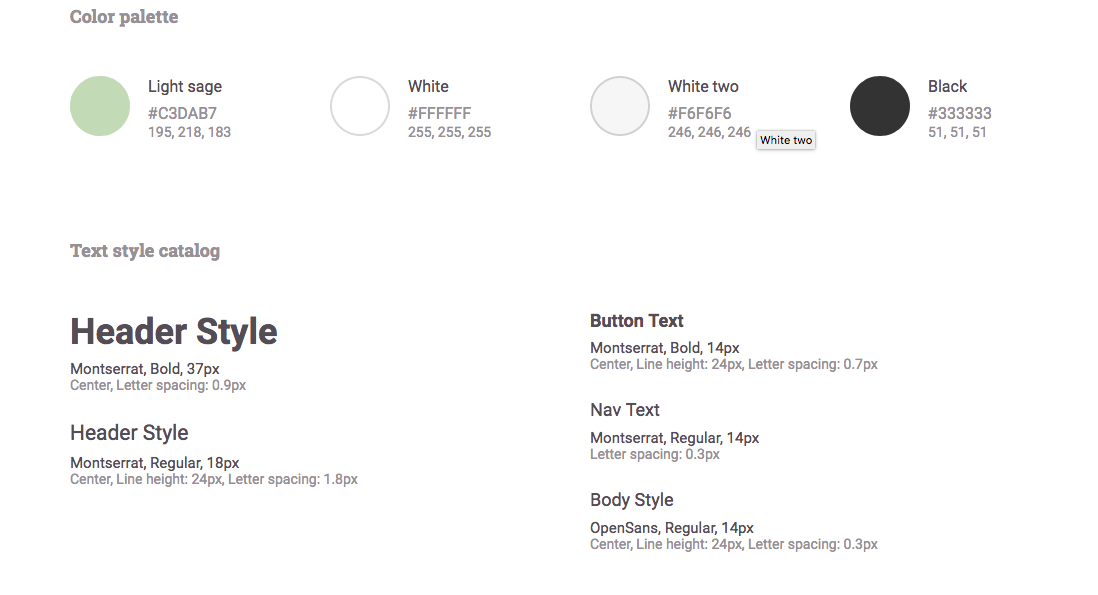 Color palette
Light sage
#C3DAB7
195, 218, 183
White
#FFFFFF
255, 255, 255
White two
#F6F6F6
246, 246, 246
White two
Black
#333333
51, 51, 51
Text style catalog
Header Style
Montserrat, Bold, 37px
Center, Letter spacing: 0.9px
Header Style
Montserrat, Regular, 18px
Center, Line height: 24px, Letter spacing: 1.8px
Button Text
Montserrat, Bold, 14px
Center, Line height: 24px, Letter spacing: 0.7px
Nav Text
Montserrat, Regular, 14px
Letter spacing: 0.3px
Body Style
OpenSans, Regular, 14px
Center, Line height: 24px, Letter spacing: 0.3px